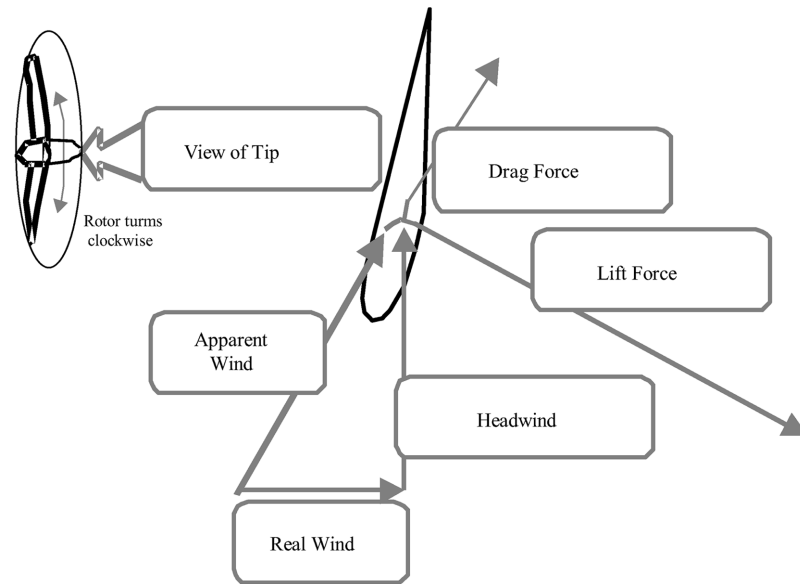 View of Tip
Drag Force
Rotor turns
clockwise
Lift Force
Apparent
Wind
Headwind
Real Wind